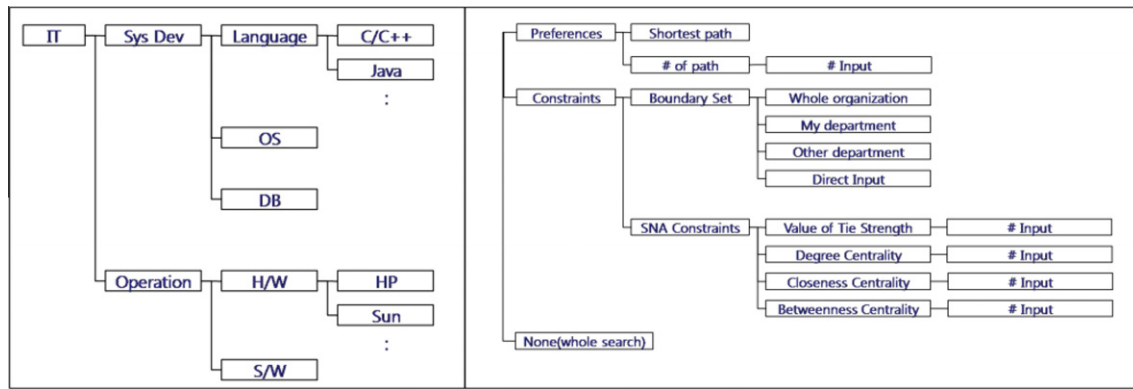 IT
Sys Dev
Language
C/C++
Java
:
OS
DB
Operation
H/W
HP
Sun
:
S/W
Preferences
Shortest path
# of path
# Input
Constraints
Boundary Set
Whole organization
My department
Other department
Direct Input
SNA Constraints
Value of Tie Strength
# Input
Degree Centrality
# Input
Closeness Centrality
# Input
Betweenness Centrality
# Input
None(whole search)